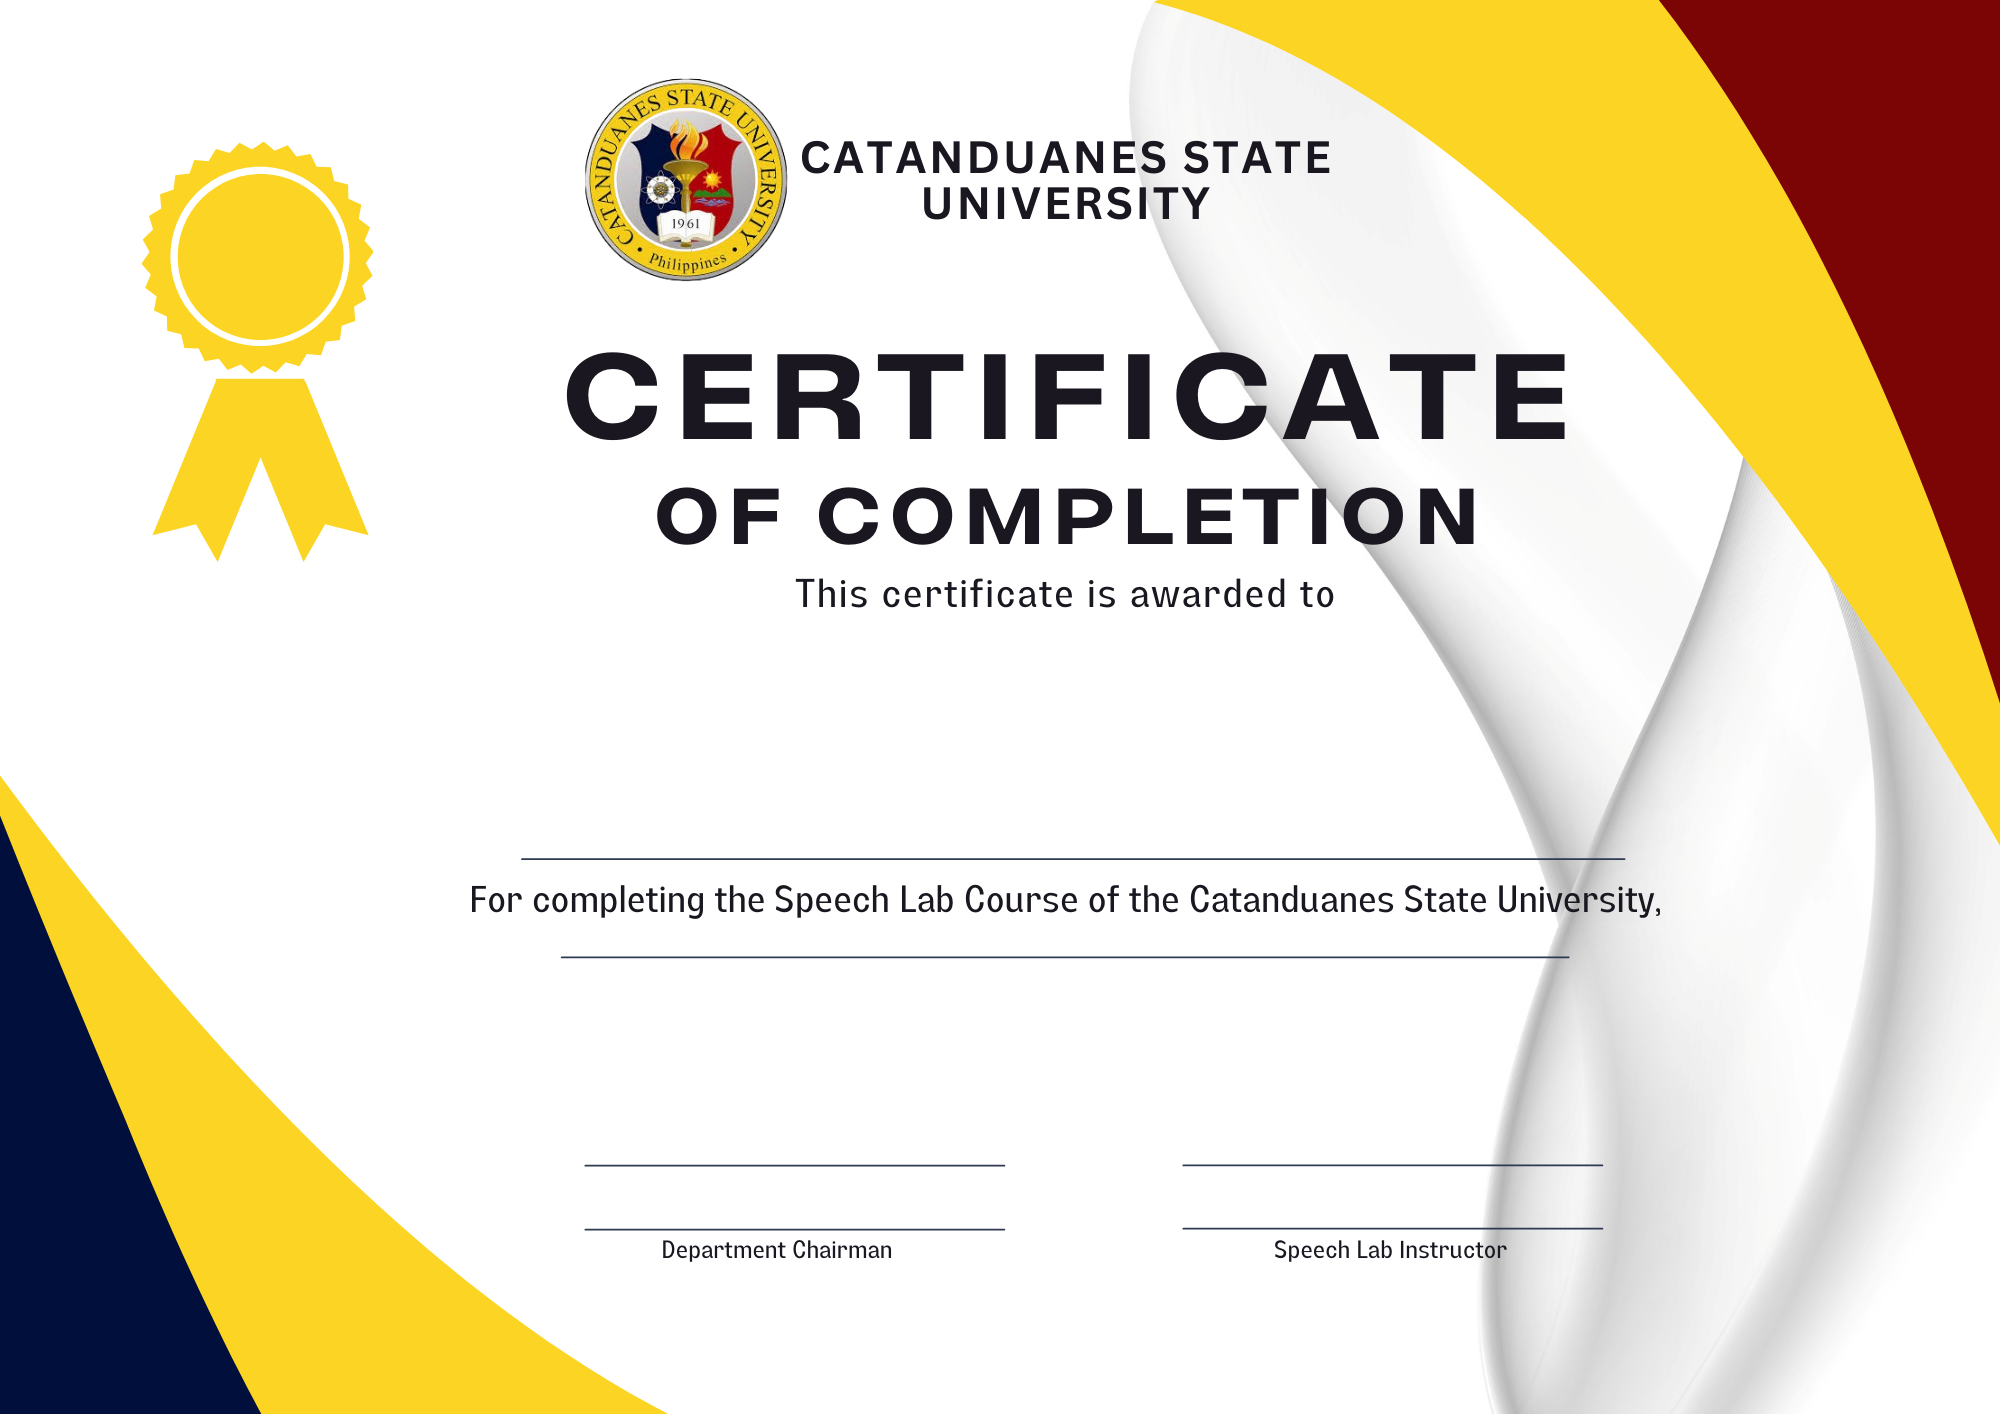 CATANDUANES STATE UNIVERSITY
1961
Philippines
CATANDUANES STATE
UNIVERSITY
CERTIFICATE
OF COMPLETION
This certificate is awarded to
For completing the Speech Lab Course of the Catanduanes State University,
Department Chairman
Speech Lab Instructor